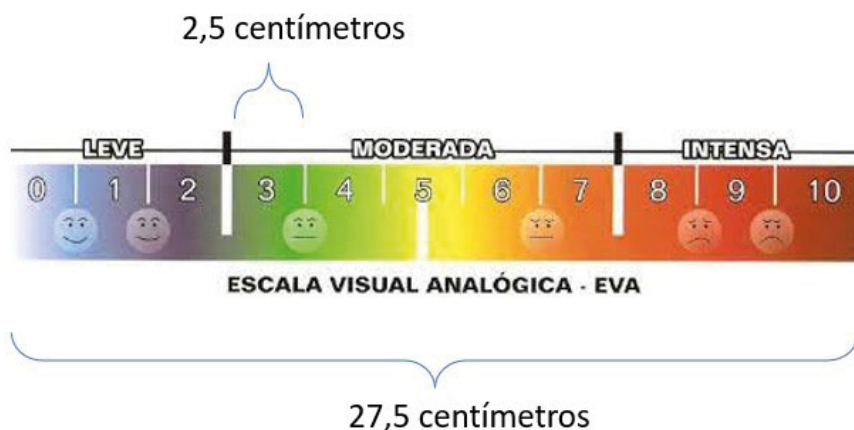 2,5 centímetros
LEVE MODERADA INTENSA
0 1 2 3 4 5 6 7 8 9 10
ESCALA VISUAL ANALÓGICA - EVA
27,5 centímetros